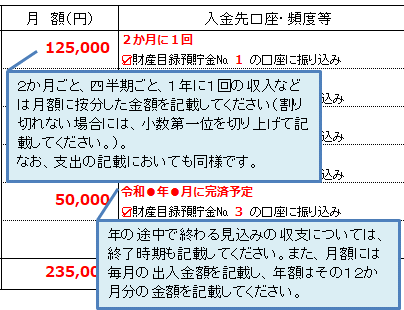 月　額（円）
入金先口座・頻度等
125,000
２か月に１回
☑財産目録預貯金№ １ の口座に振り込み
２か月ごと、四半期ごと、１年に１回の収入など
は月額に按分した金額を記載してください（割り
切れない場合には、小数第一位を切り上げて記
載してください。）。
なお、支出の記載においても同様です。
込み
込み
込み
50,000
令和●年●月に完済予定
☑財産目録預貯金№ ３ の口座に振り込み
年の途中で終わる見込みの収支については、
終了時期も記載してください。また、月額には
毎月の出入金額を記載し、年額はその１２か
月分の金額を記載してください。
235,00